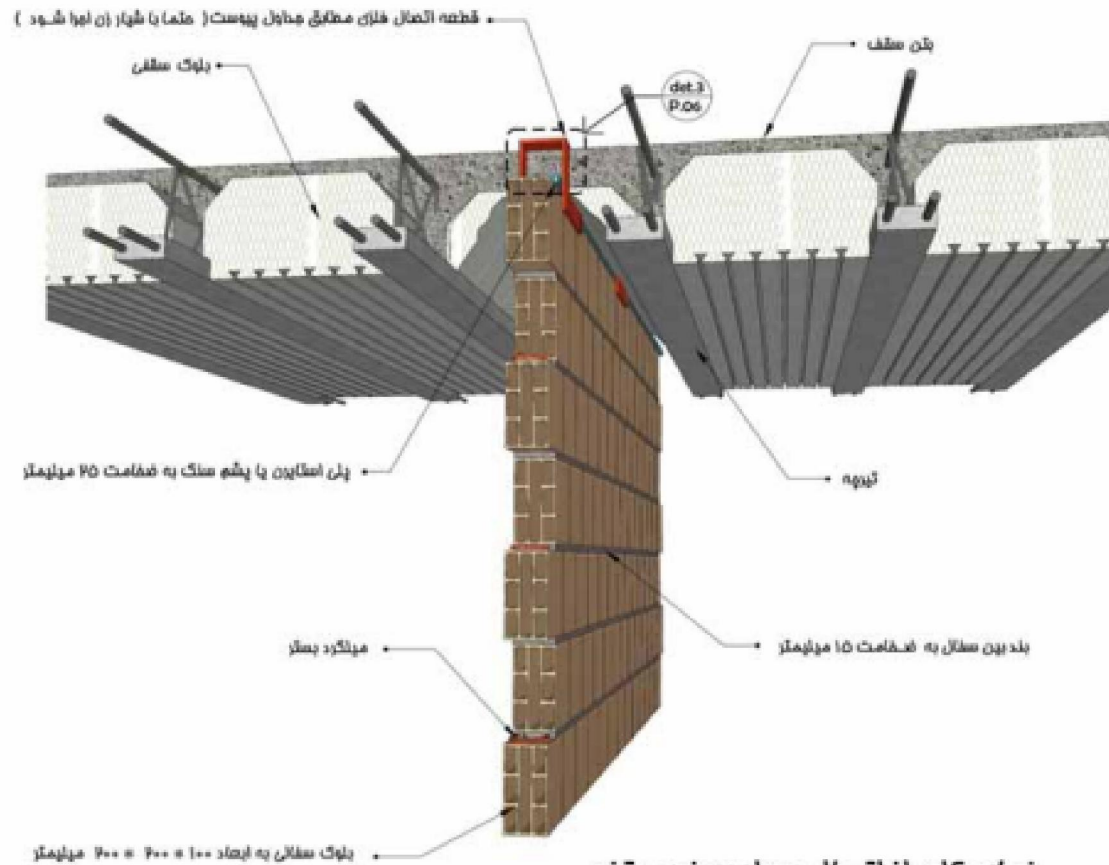 قطعه اتصال فلزی مطابق جداول پیوست ( حتما با شیار زن اجرا شود )
بتن سقف
بلوک سقفی
det.3
P.06
پلی استایرن یا پشم سنگ به ضخامت ۲۵ میلیمتر
تیرچه
میلگرد بستر
بند بین سفال به ضخامت ۱۵ میلیمتر
بلوک سفالی به ابعاد ۱۰۰ * ۲۰۰ * ۲۰۰ میلیمتر